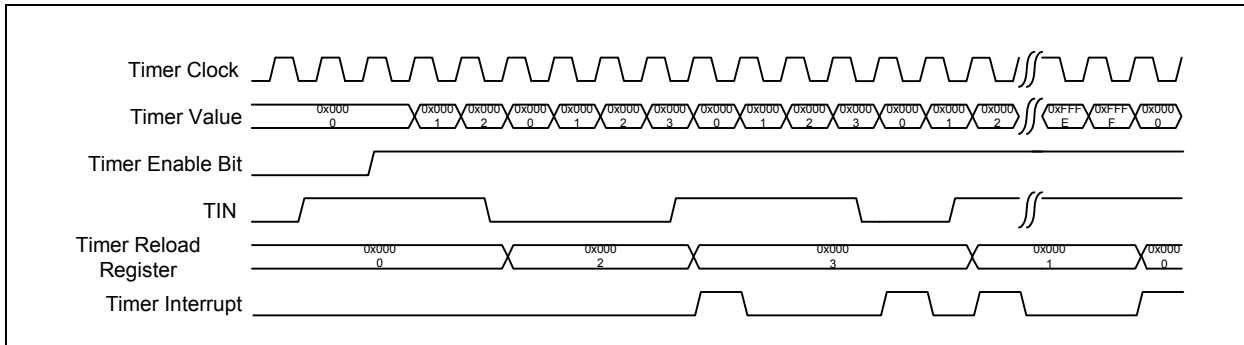 Timer Clock
Timer Value
0x000 0x000 0x000 0x000 0x000 0x000 0x000 0x000 0x000 0x000 0x000 0x000 0x000 0x000 0xFFF 0xFFF 0x000
0 1 2 0 1 2 3 0 1 2 3 0 1 2 E F 0
Timer Enable Bit
TIN
Timer Reload
Register
0x000 0x000 0x000 0x000 0x000
0 2 3 1 0
Timer Interrupt